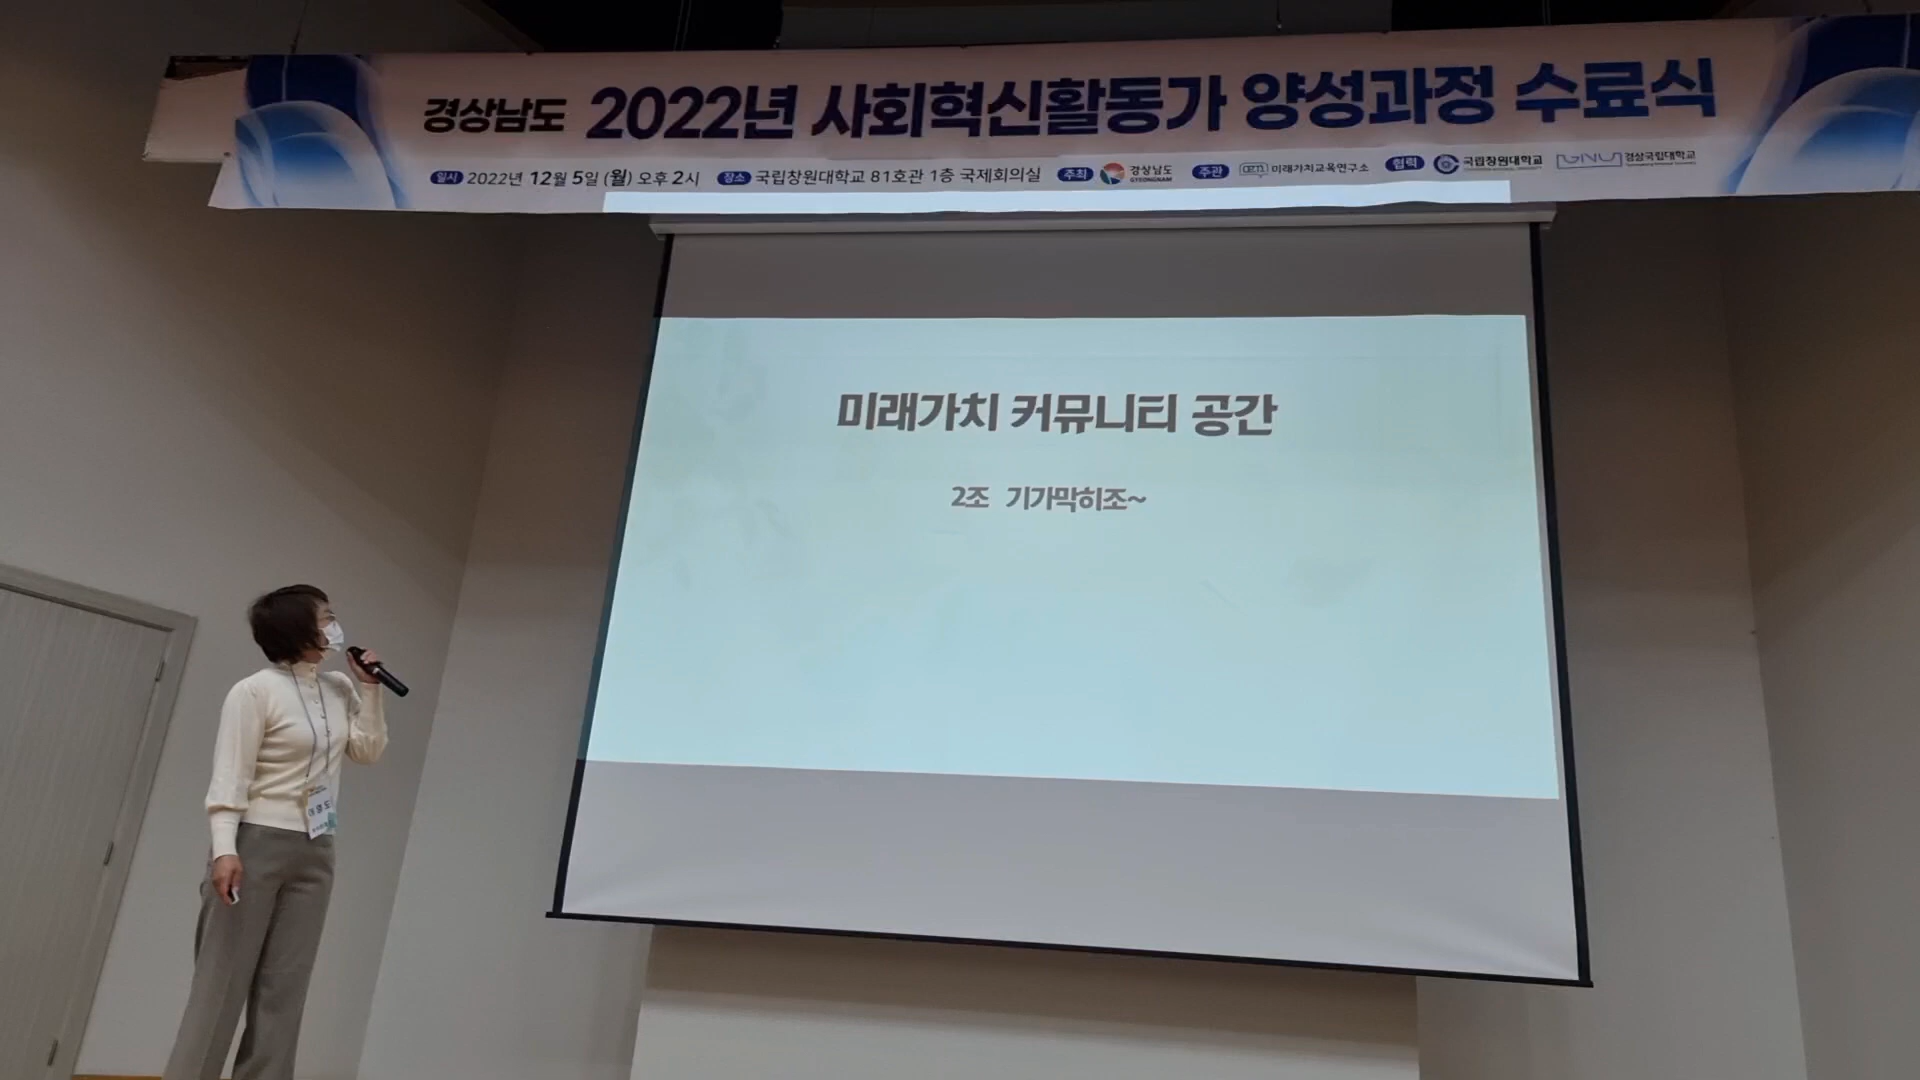 경상남도 2022년 사회혁신활동가 양성과정 수료식
일시 2022년 12월 5일 (월) 오후 2시 장소 국립창원대학교 81호관 1층 국제회의실 주최 경상남도 GYEONGNAM 주관 미래가치교육연구소 협력 국립창원대학교 GNU 경상국립대학교
미래가치 커뮤니티 공간
2조 기가막히조~